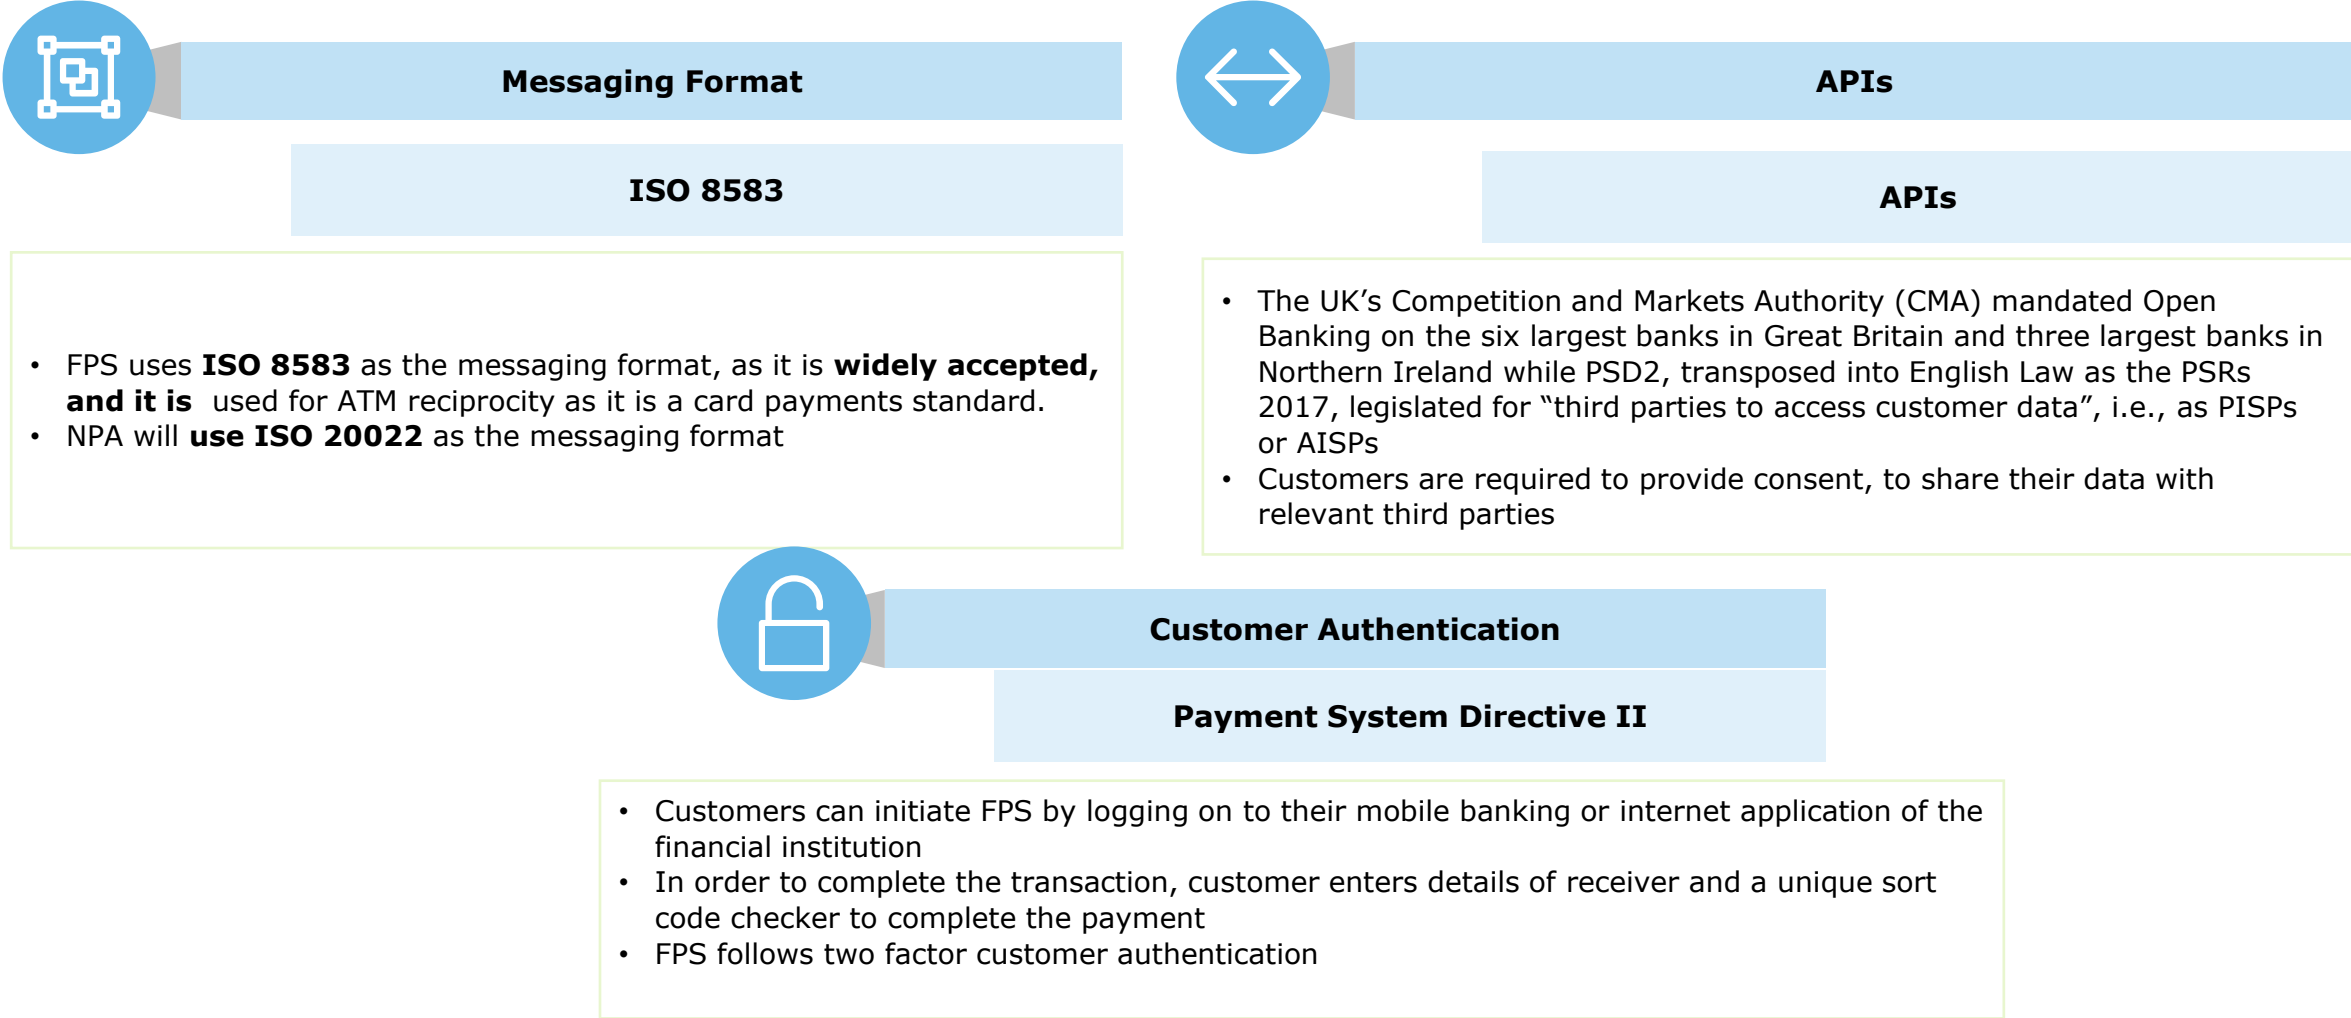 Messaging Format
ISO 8583
• FPS uses ISO 8583 as the messaging format, as it is widely accepted,
and it is used for ATM reciprocity as it is a card payments standard.
• NPA will use ISO 20022 as the messaging format
APIs
APIs
• The UK’s Competition and Markets Authority (CMA) mandated Open
Banking on the six largest banks in Great Britain and three largest banks in
Northern Ireland while PSD2, transposed into English Law as the PSRs
2017, legislated for “third parties to access customer data”, i.e., as PISPs
or AISPs
• Customers are required to provide consent, to share their data with
relevant third parties
Customer Authentication
Payment System Directive II
• Customers can initiate FPS by logging on to their mobile banking or internet application of the
financial institution
• In order to complete the transaction, customer enters details of receiver and a unique sort
code checker to complete the payment
• FPS follows two factor customer authentication